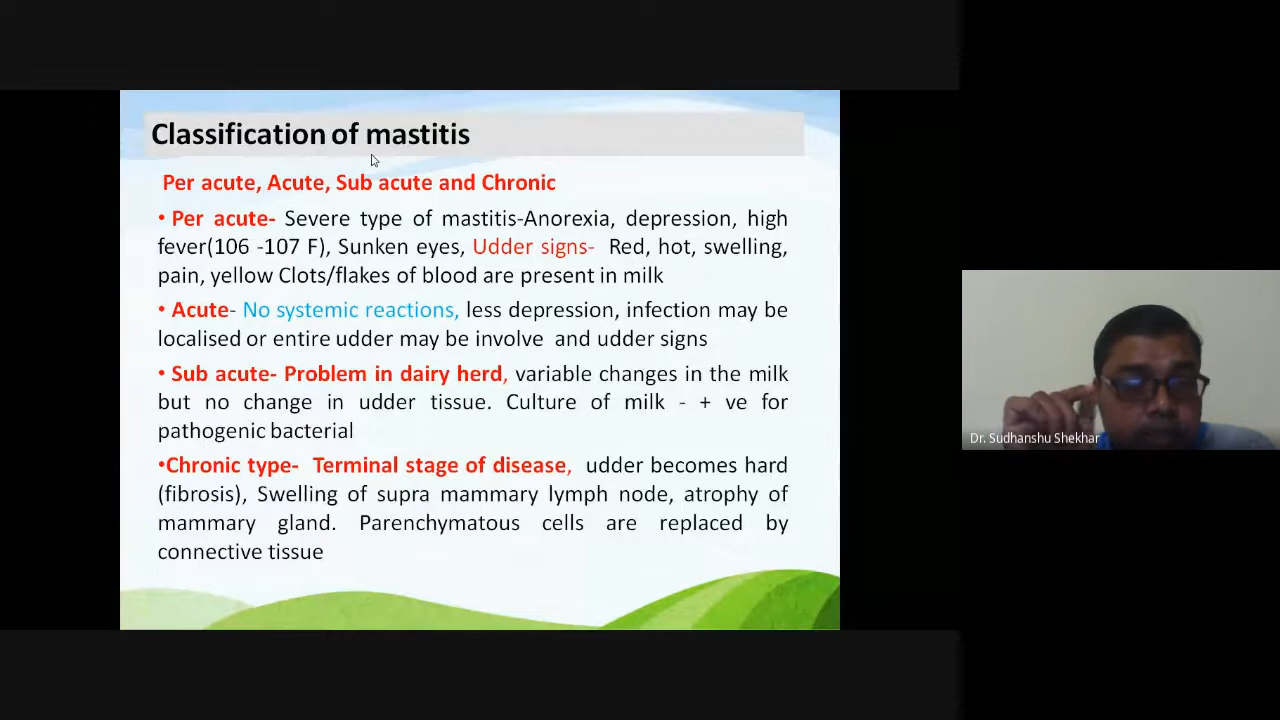 Classification of mastitis
Per acute, Acute, Sub acute and Chronic
• Per acute- Severe type of mastitis-Anorexia, depression, high
fever(106 -107 F), Sunken eyes, Udder signs- Red, hot, swelling,
pain, yellow Clots/flakes of blood are present in milk
• Acute- No systemic reactions, less depression, infection may be
localised or entire udder may be involve and udder signs
• Sub acute- Problem in dairy herd, variable changes in the milk
but no change in udder tissue. Culture of milk - + ve for
pathogenic bacterial
•Chronic type- Terminal stage of disease, udder becomes hard
(fibrosis), Swelling of supra mammary lymph node, atrophy of
mammary gland. Parenchymatous cells are replaced by
connective tissue
Dr. Sudhanshu Shekhar